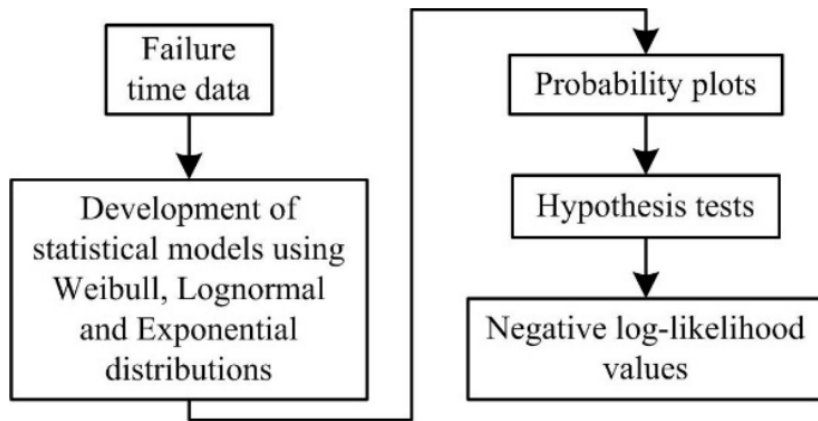 Failure
time data
Development of
statistical models using
Weibull, Lognormal
and Exponential
distributions
Probability plots
Hypothesis tests
Negative log-likelihood
values